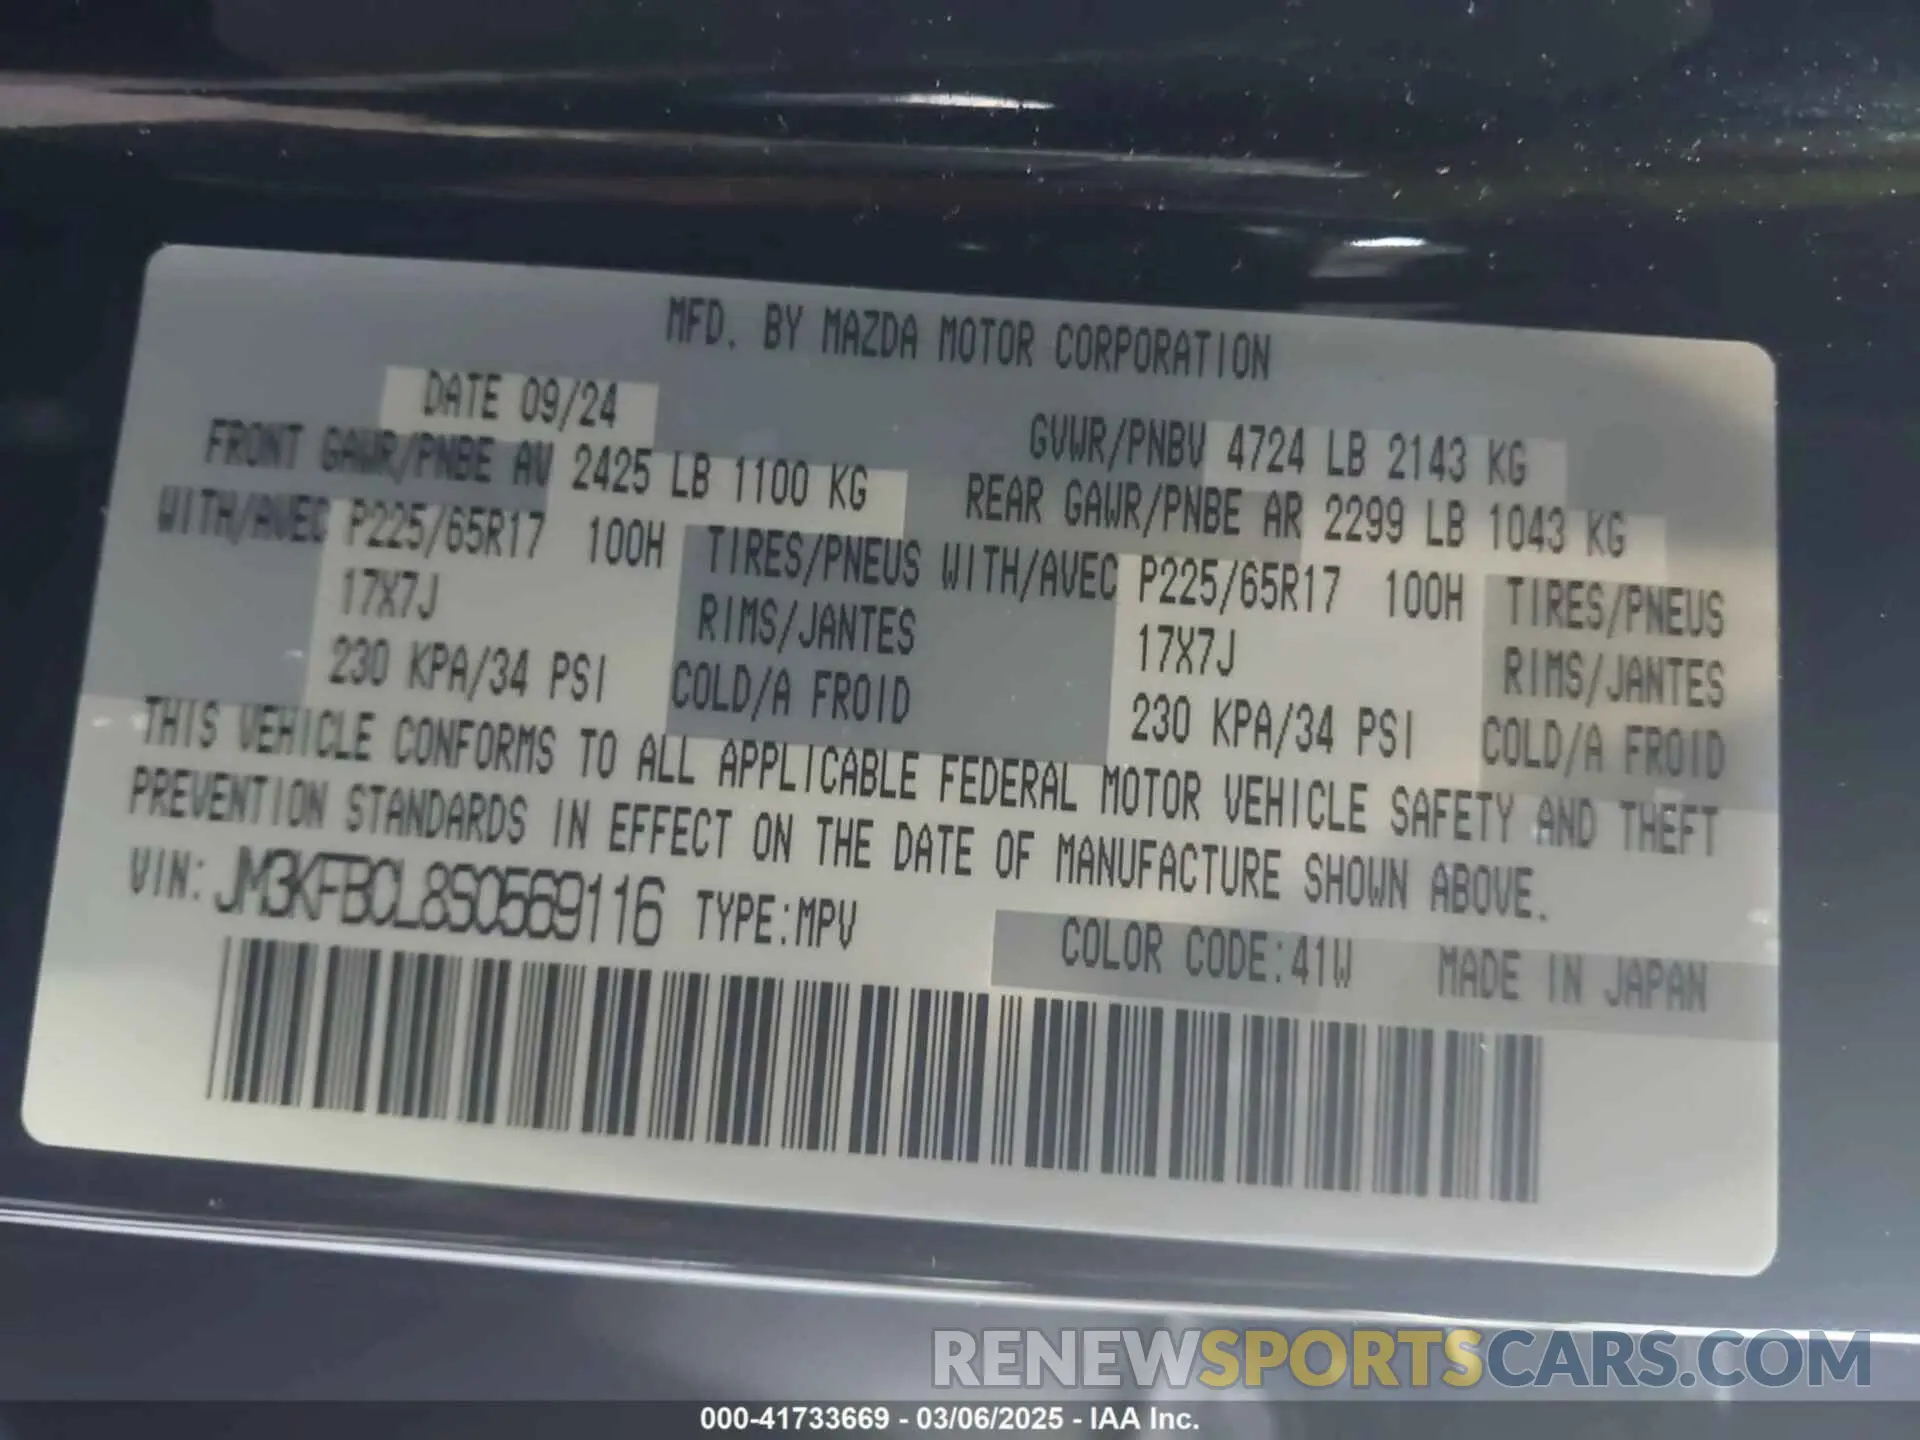 MFD. BY MAZDA MOTOR CORPORATION
DATE 09/24 GVWR/PNBV 4724 LB 2143 KG
FRONT GAWR/PNBE AV 2425 LB 1100 KG REAR GAWR/PNBE AR 2299 LB 1043 KG
WITH/AVEC P225/65R17 100H TIRES/PNEUS WITH/AVEC P225/65R17 100H TIRES/PNEUS
17X7J RIMS/JANTES 17X7J RIMS/JANTES
230 KPA/34 PSI COLD/A FROID 230 KPA/34 PSI COLD/A FROID
THIS VEHICLE CONFORMS TO ALL APPLICABLE FEDERAL MOTOR VEHICLE SAFETY AND THEFT
PREVENTION STANDARDS IN EFFECT ON THE DATE OF MANUFACTURE SHOWN ABOVE.
VIN: JM3KFBCL8S0569116 TYPE:MPV COLOR CODE:41W MADE IN JAPAN
RENEWSPORTSCARS.COM
000-41733669 - 03/06/2025 - IAA Inc.